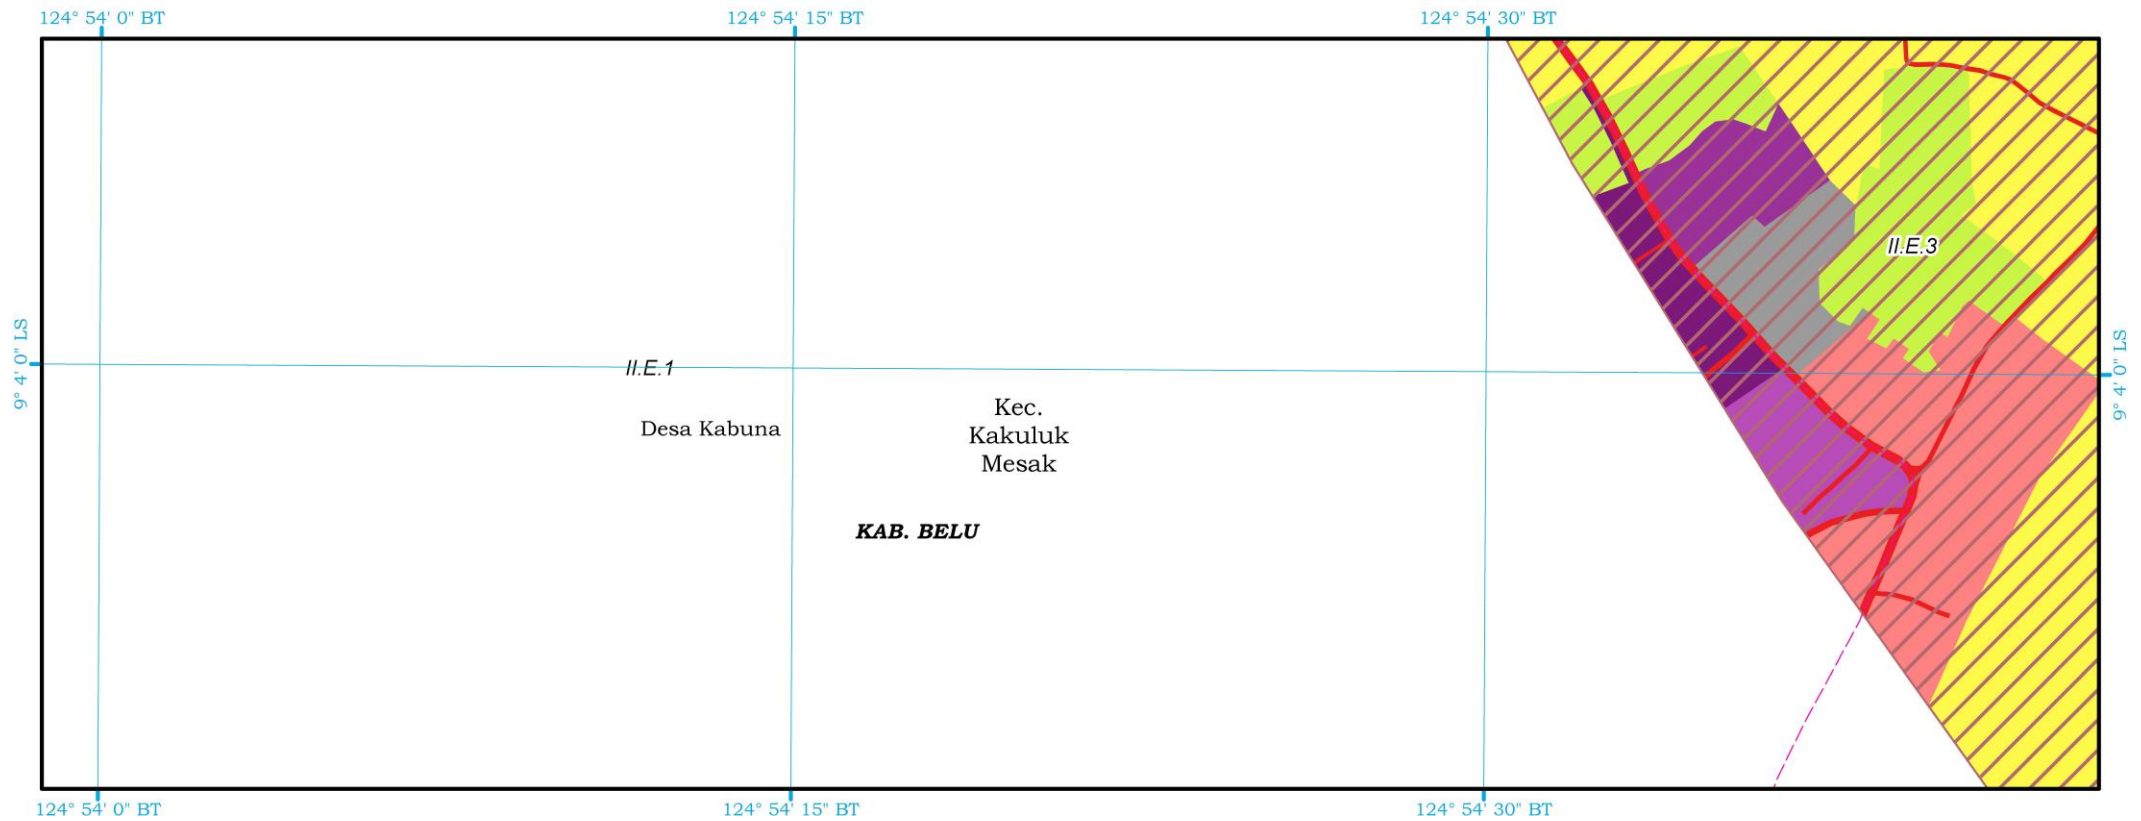 124° 54' 0" BT
124° 54' 15" BT
124° 54' 30" BT
II.E.3
9° 4' 0" LS
9° 4' 0" LS
II.E.1
Desa Kabuna
Kec.
Kakuluk
Mesak
KAB. BELU
124° 54' 0" BT
124° 54' 15" BT
124° 54' 30" BT